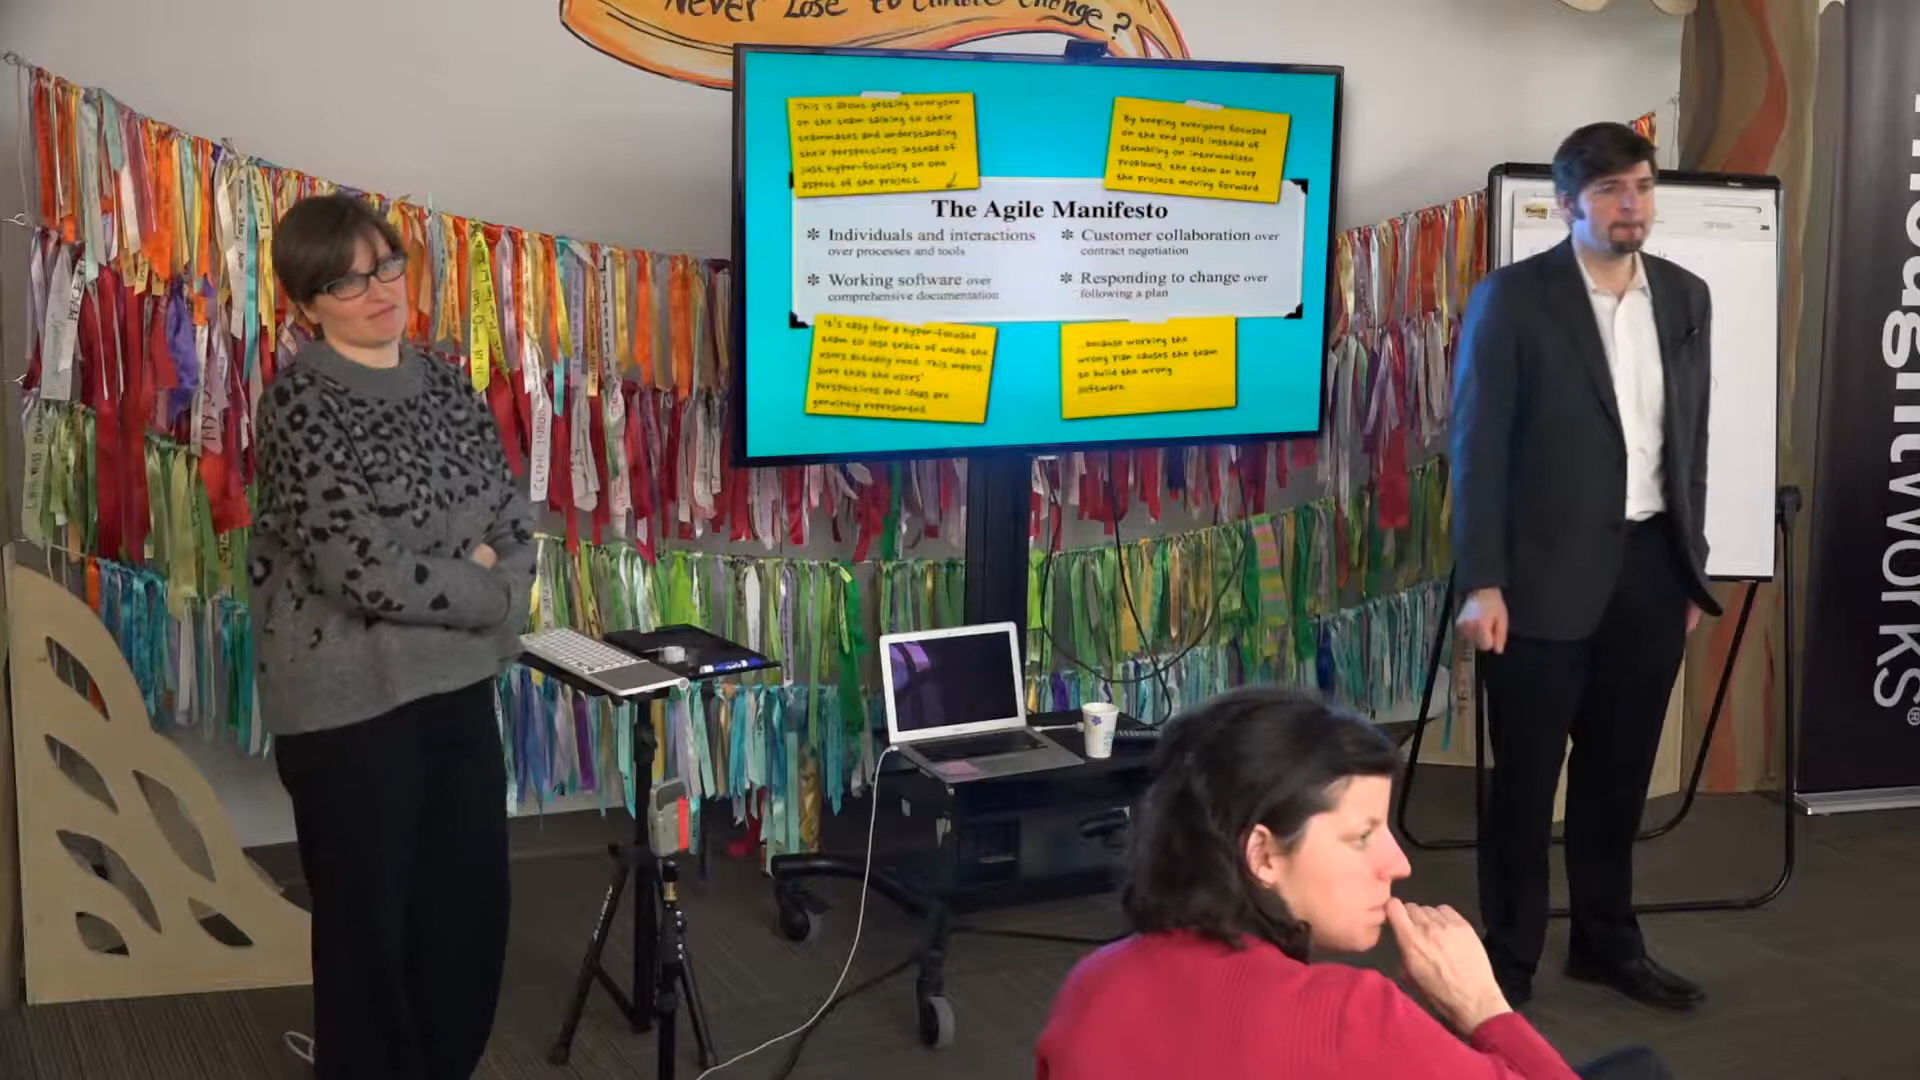 Never Lose to Climate Change?
This is about getting everyone
on the team talking to their
teammates and understanding
their perspectives instead of
just hyper-focusing on one
aspect of the project.
By keeping everyone focused
on the end goals instead of
stumbling on intermediate
problems, the team an keep
the project moving forward
The Agile Manifesto
✻ Individuals and interactions
over processes and tools
✻ Working software over
comprehensive documentation
✻ Customer collaboration over
contract negotiation
✻ Responding to change over
following a plan
It's easy for a hyper-focused
team to lose track of what the
users actually need. This makes
sure that the users'
perspectives and ideas are
genuinely represented.
...because working the
wrong plan causes the team
to build the wrong
software.
Post-it
3M
PEACE
Thoughtworks®